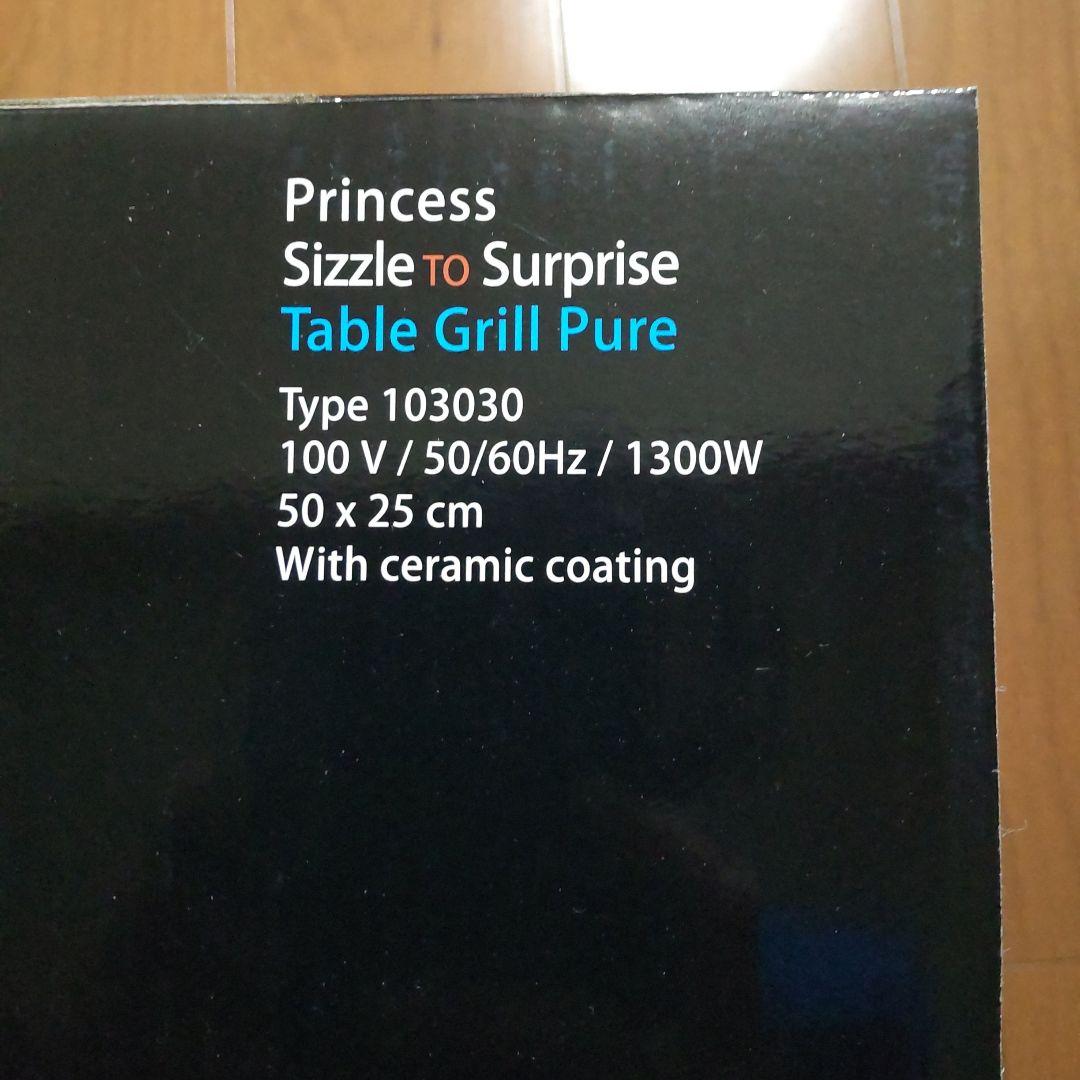 Princess
Sizzle TO Surprise
Table Grill Pure
Type 103030
100 V / 50/60Hz / 1300W
50 x 25 cm
With ceramic coating